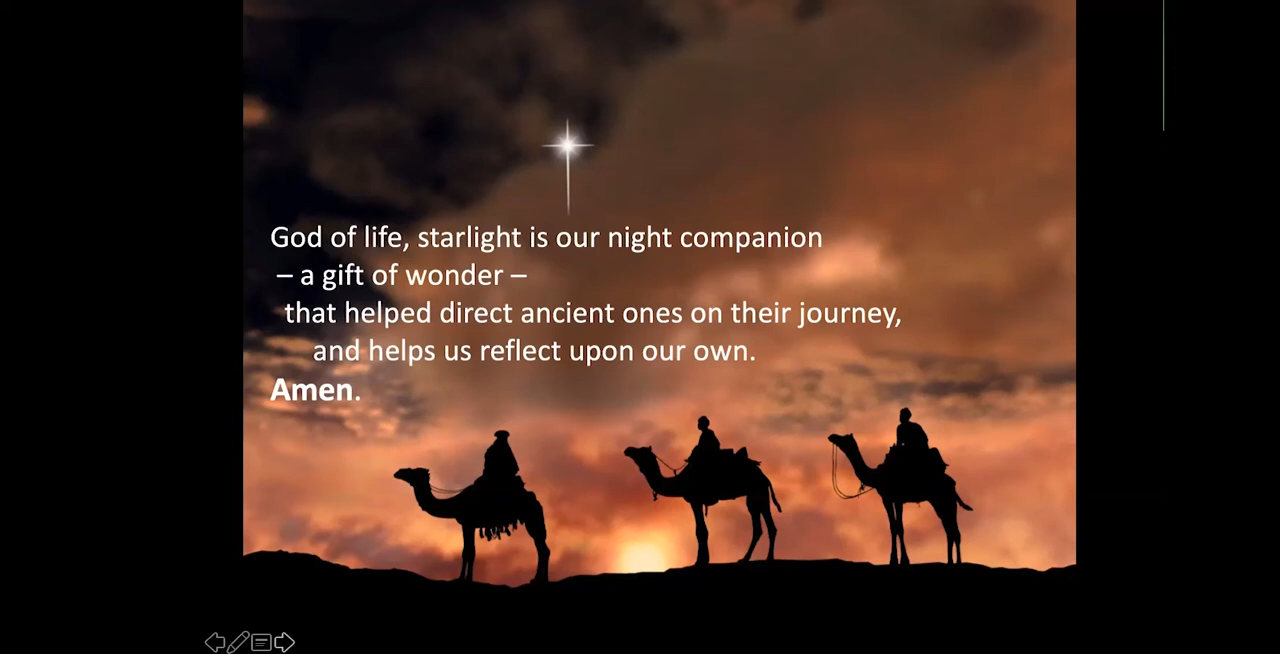 God of life, starlight is our night companion
– a gift of wonder –
that helped direct ancient ones on their journey,
and helps us reflect upon our own.
Amen.